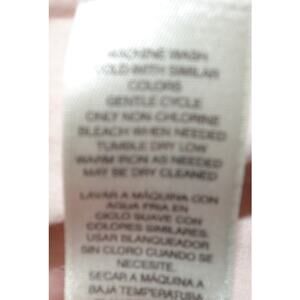 MACHINE WASH
COLD WITH SIMILAR
COLORS
GENTLE CYCLE
ONLY NON-CHLORINE
BLEACH WHEN NEEDED
TUMBLE DRY LOW
WARM IRON AS NEEDED
MAY BE DRY CLEANED
LAVAR A MÁQUINA CON
AGUA FRIA EN
CICLO SUAVE CON
COLORES SIMILARES.
USAR BLANQUEADOR
SIN CLORO CUANDO SE
NECESITE.
SECAR A MÁQUINA A
BAJA TEMPERATURA